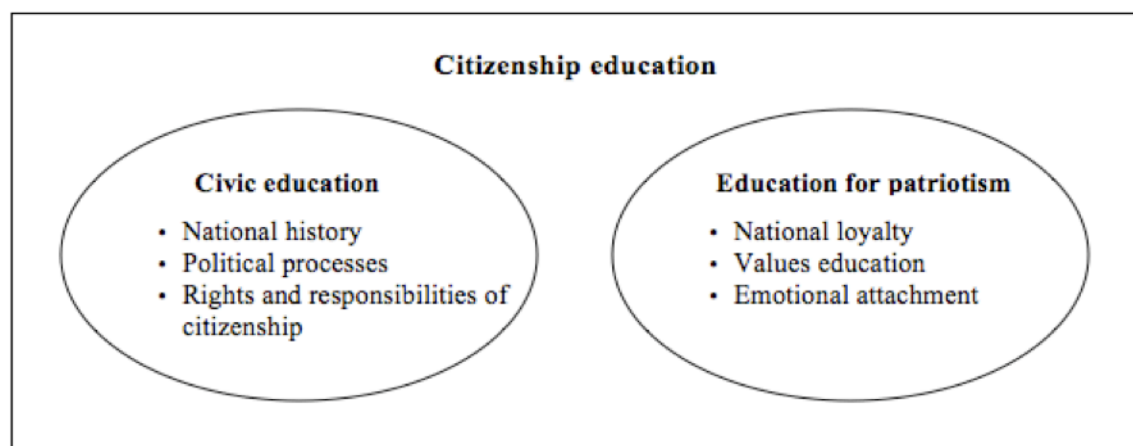 Citizenship education
Civic education
• National history
• Political processes
• Rights and responsibilities of
citizenship
Education for patriotism
• National loyalty
• Values education
• Emotional attachment